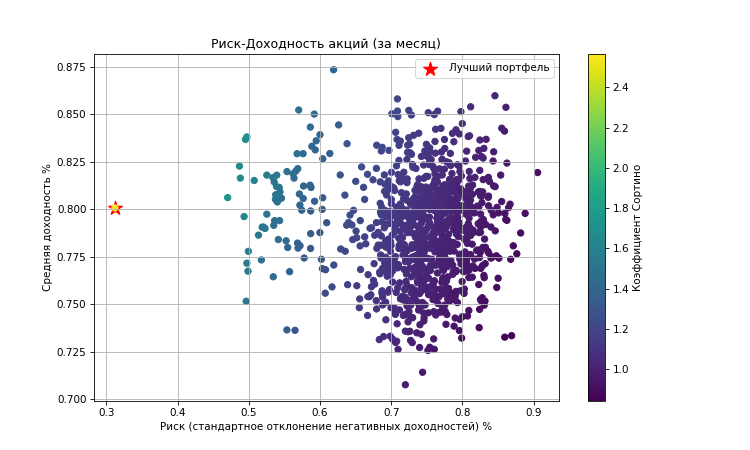 Риск-Доходность акций (за месяц)
Лучший портфель
0.875
0.850
0.825
0.800
0.775
0.750
0.725
0.700
Средняя доходность %
0.3 0.4 0.5 0.6 0.7 0.8 0.9
Риск (стандартное отклонение негативных доходностей) %
2.4
2.2
2.0
1.8
1.6
1.4
1.2
1.0
Коэффициент Сортино